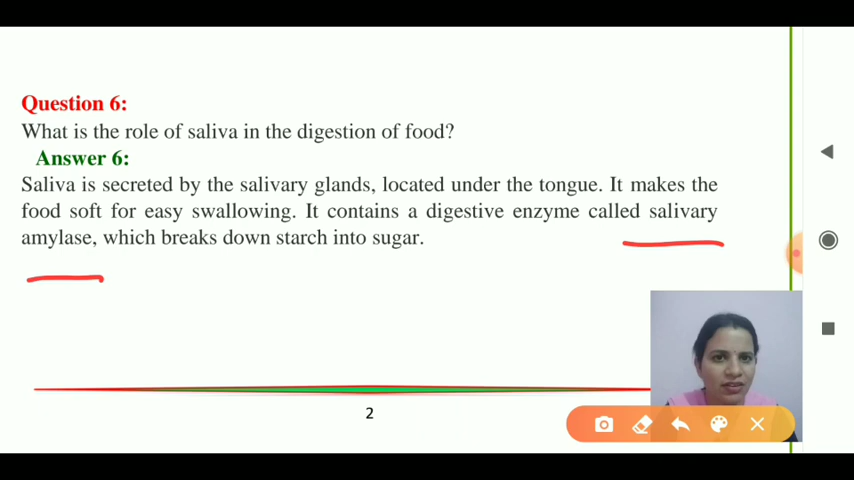 Question 6:
What is the role of saliva in the digestion of food?
Answer 6:
Saliva is secreted by the salivary glands, located under the tongue. It makes the
food soft for easy swallowing. It contains a digestive enzyme called salivary
amylase, which breaks down starch into sugar.
2